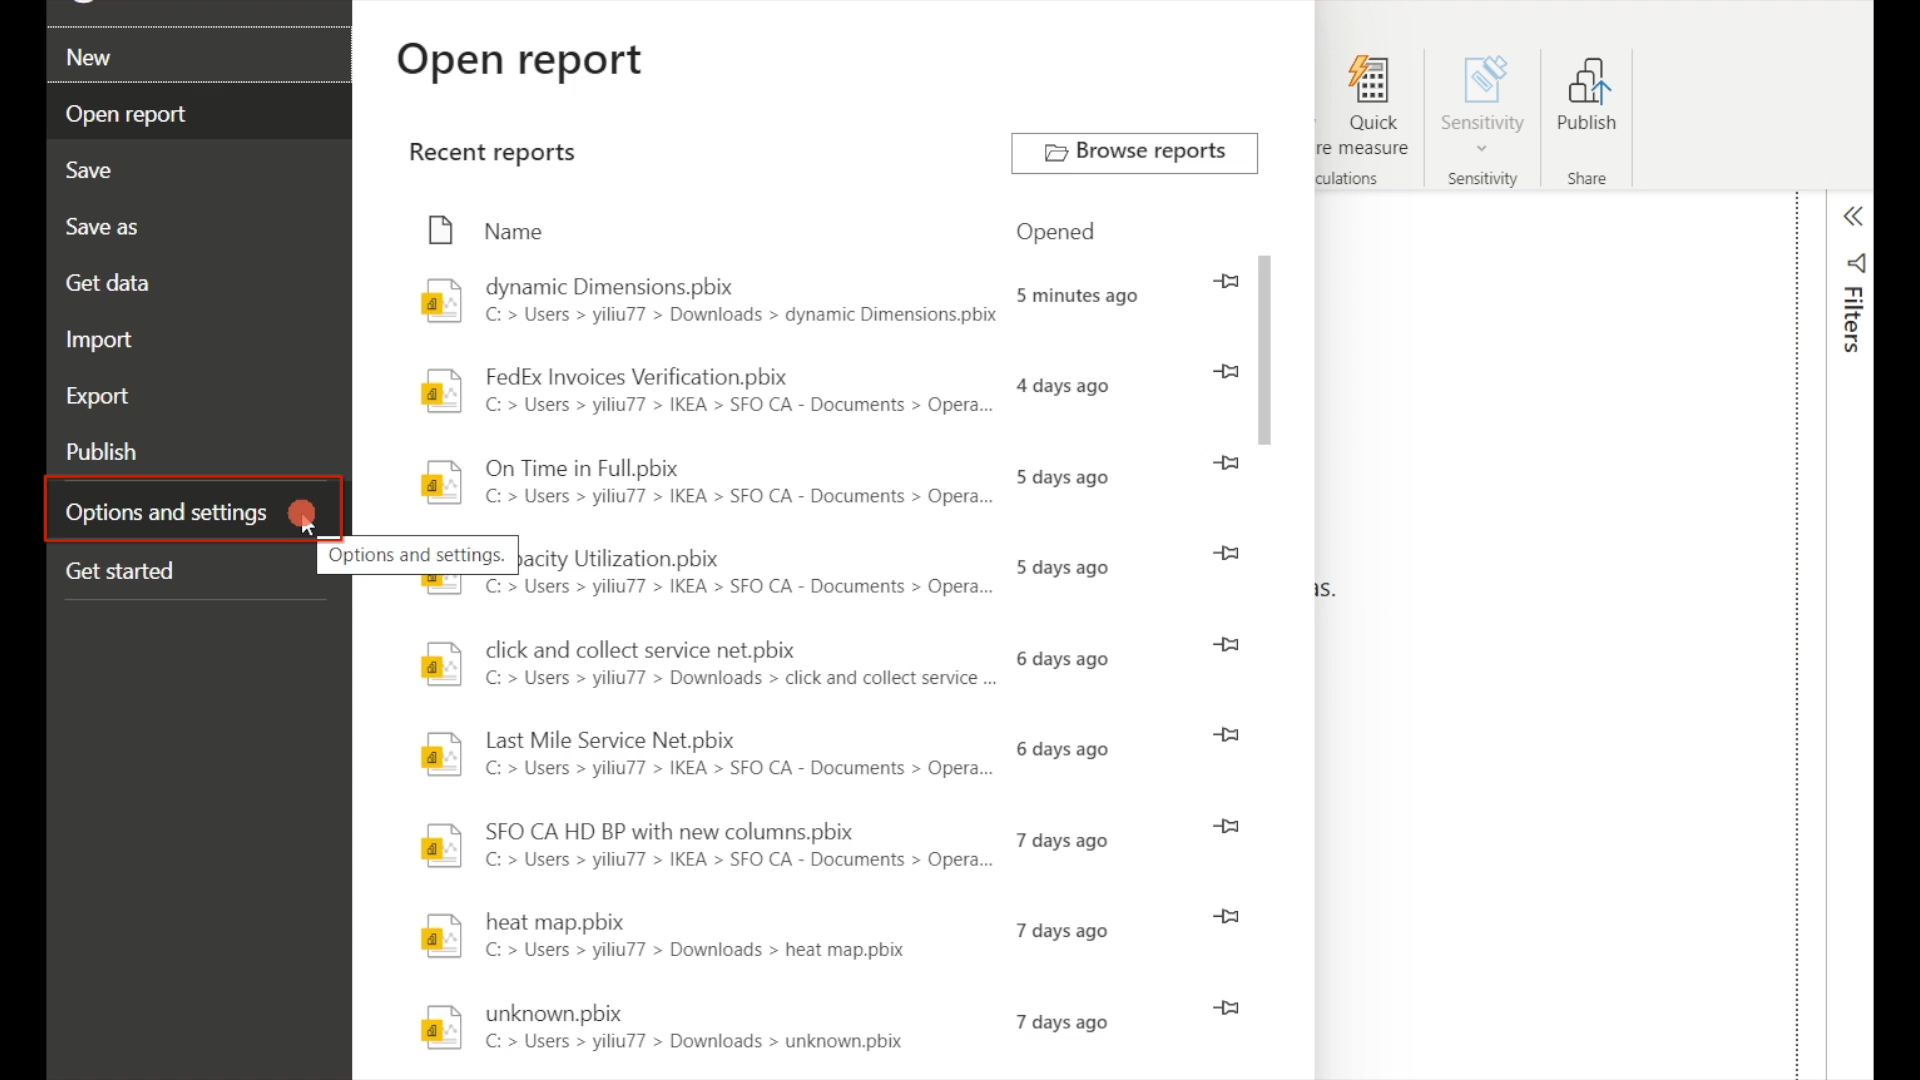 New
Open report
Save
Save as
Get data
Import
Export
Publish
Options and settings
Get started
Options and settings.
Open report
Recent reports
Browse reports
Name
Opened
dynamic Dimensions.pbix
C: > Users > yiliu77 > Downloads > dynamic Dimensions.pbix
5 minutes ago
FedEx Invoices Verification.pbix
C: > Users > yiliu77 > IKEA > SFO CA - Documents > Opera...
4 days ago
On Time in Full.pbix
C: > Users > yiliu77 > IKEA > SFO CA - Documents > Opera...
5 days ago
acity Utilization.pbix
C: > Users > yiliu77 > IKEA > SFO CA - Documents > Opera...
5 days ago
click and collect service net.pbix
C: > Users > yiliu77 > Downloads > click and collect service ...
6 days ago
Last Mile Service Net.pbix
C: > Users > yiliu77 > IKEA > SFO CA - Documents > Opera...
6 days ago
SFO CA HD BP with new columns.pbix
C: > Users > yiliu77 > IKEA > SFO CA - Documents > Opera...
7 days ago
heat map.pbix
C: > Users > yiliu77 > Downloads > heat map.pbix
7 days ago
unknown.pbix
C: > Users > yiliu77 > Downloads > unknown.pbix
7 days ago
Quick
re measure
culations
Sensitivity
Sensitivity
Publish
Share
Filters
as.